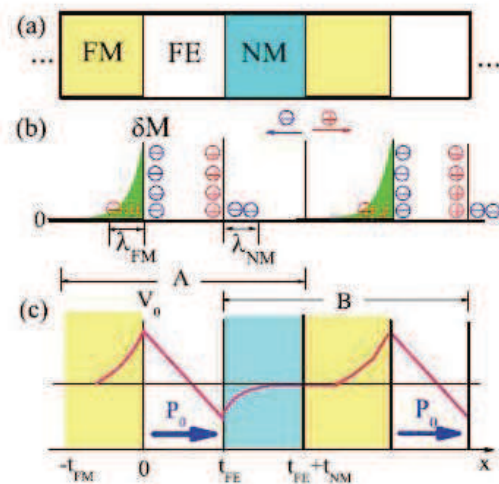 (a)
... FM FE NM ...
(b) δM
0
λFM λNM
A
B
(c) V0
P0 P0
-tFM 0 tFE tFE+tNM x